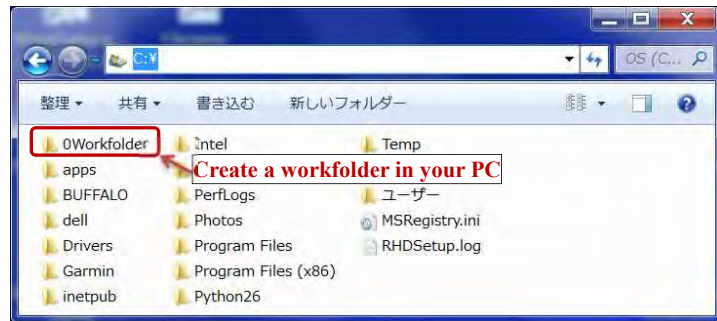 C:¥
OS (C...
整理
共有
書き込む
新しいフォルダー
0Workfolder
apps
BUFFALO
dell
Drivers
Garmin
inetpub
Intel
Create a workfolder in your PC
PerfLogs
Photos
Program Files
Program Files (x86)
Python26
Temp
ユーザー
MSRegistry.ini
RHDSetup.log